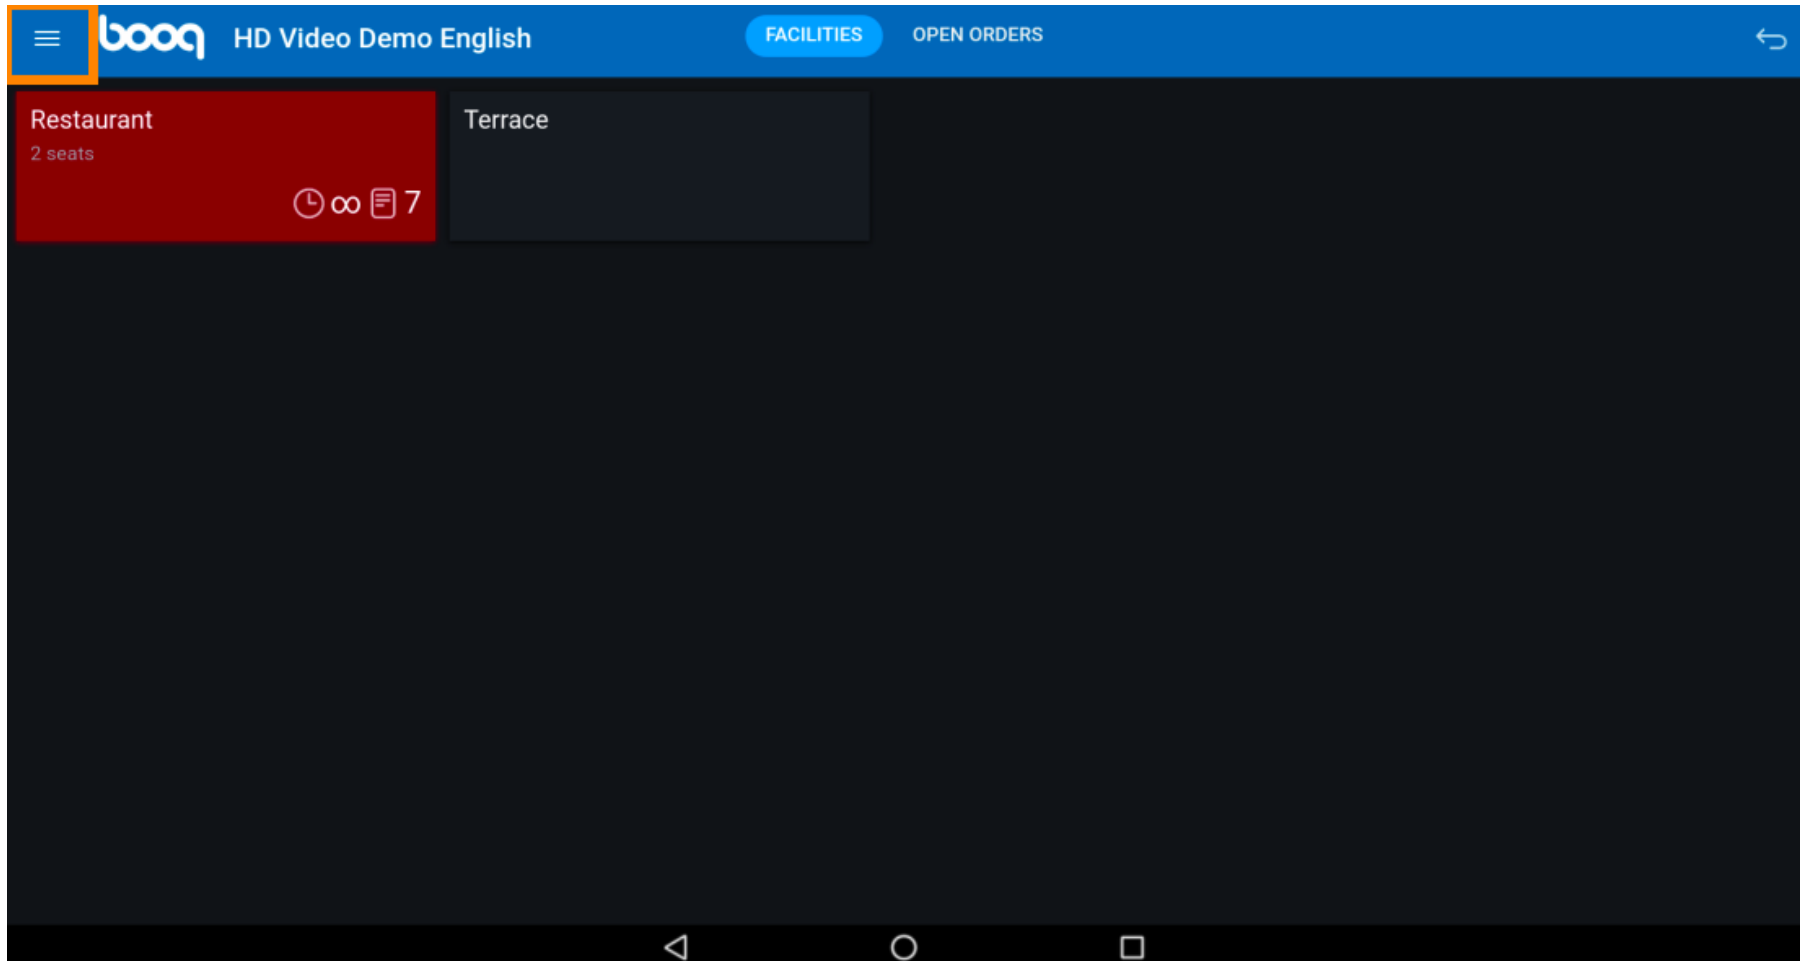 booq HD Video Demo English FACILITIES OPEN ORDERS
Restaurant
2 seats
∞ 7
Terrace